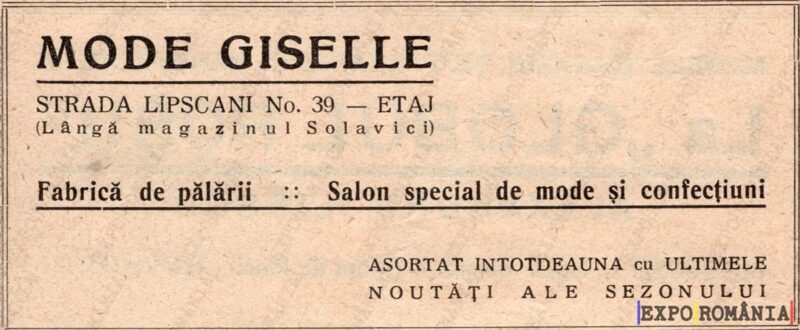 MODE GISELLE
STRADA LIPSCANI No. 39 — ETAJ
(Lângă magazinul Solavici)
Fabrică de pălării :: Salon special de mode și confecțiuni
ASORTAT INTOTDEAUNA cu ULTIMELE
NOUTĂȚI ALE SEZONULUI
EXPO ROMÂNIA